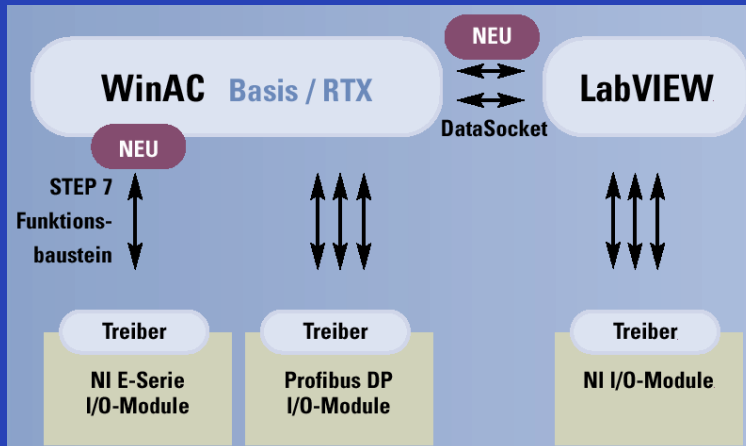 NEU
WinAC Basis / RTX
LabVIEW
DataSocket
NEU
STEP 7
Funktions-
baustein
Treiber
NI E-Serie
I/O-Module
Treiber
Profibus DP
I/O-Module
Treiber
NI I/O-Module